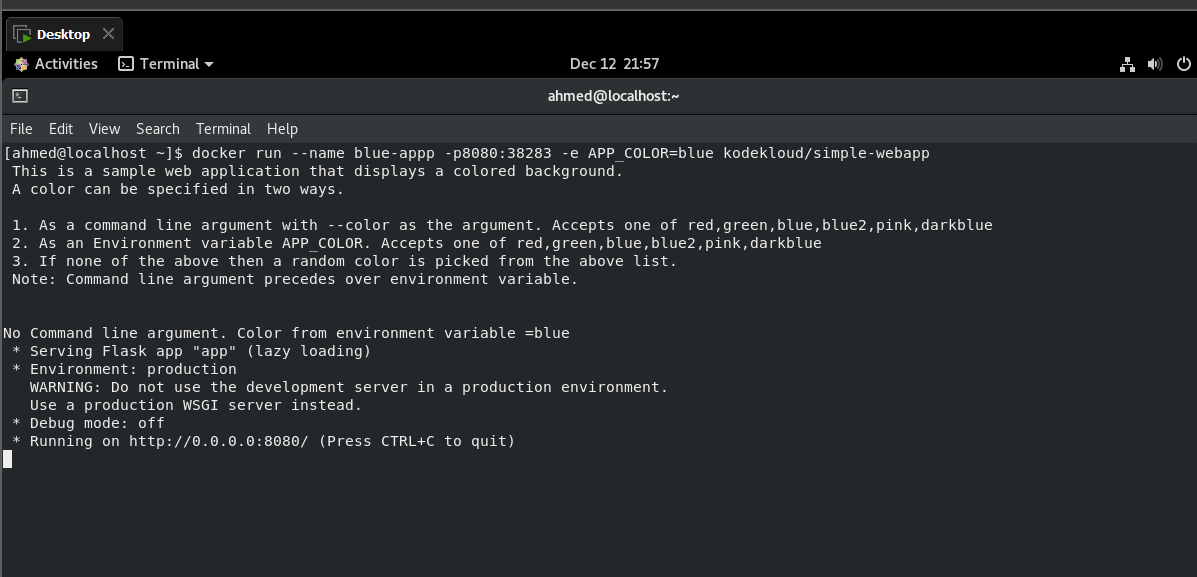 Desktop
Activities Terminal Dec 12 21:57
ahmed@localhost:~
File Edit View Search Terminal Help
[ahmed@localhost ~]$ docker run --name blue-appp -p8080:38283 -e APP_COLOR=blue kodekloud/simple-webapp
This is a sample web application that displays a colored background.
A color can be specified in two ways.
1. As a command line argument with --color as the argument. Accepts one of red,green,blue,blue2,pink,darkblue
2. As an Environment variable APP_COLOR. Accepts one of red,green,blue,blue2,pink,darkblue
3. If none of the above then a random color is picked from the above list.
Note: Command line argument precedes over environment variable.
No Command line argument. Color from environment variable =blue
* Serving Flask app "app" (lazy loading)
* Environment: production
WARNING: Do not use the development server in a production environment.
Use a production WSGI server instead.
* Debug mode: off
* Running on http://0.0.0.0:8080/ (Press CTRL+C to quit)